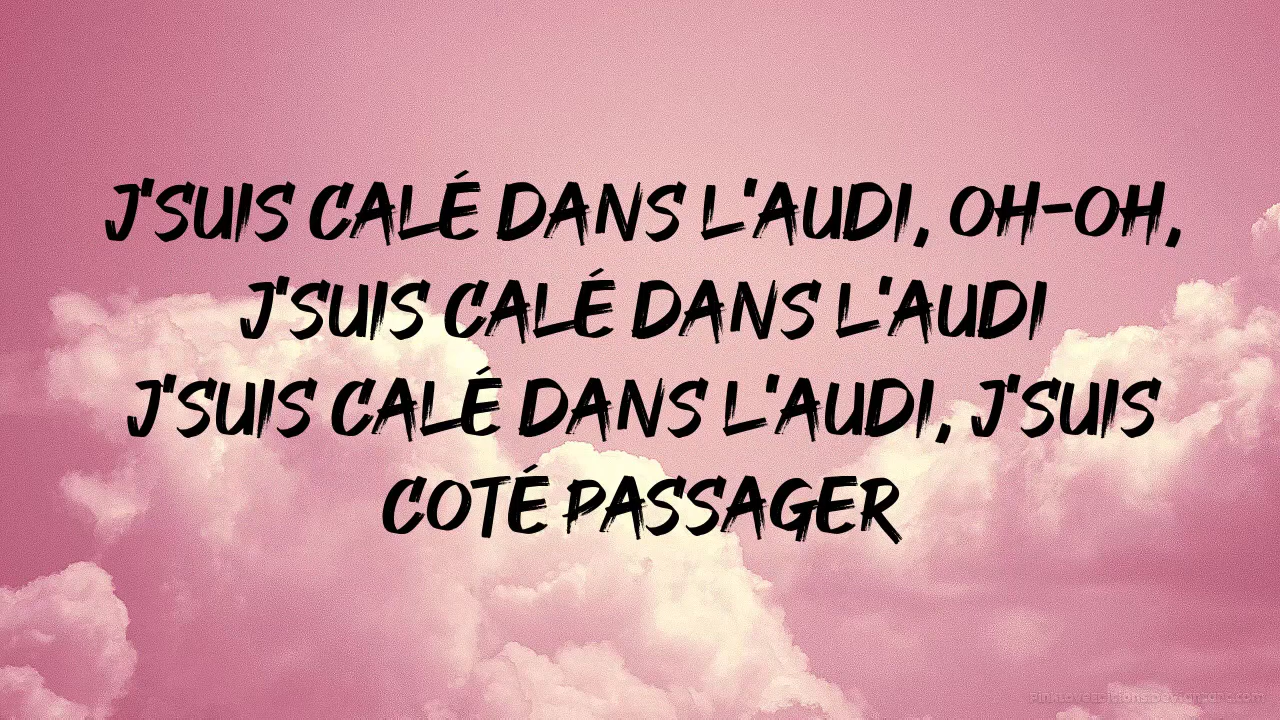 J'SUIS CALÉ DANS L'AUDI, OH-OH,
J'SUIS CALÉ DANS L'AUDI
J'SUIS CALÉ DANS L'AUDI, J'SUIS
COTÉ PASSAGER